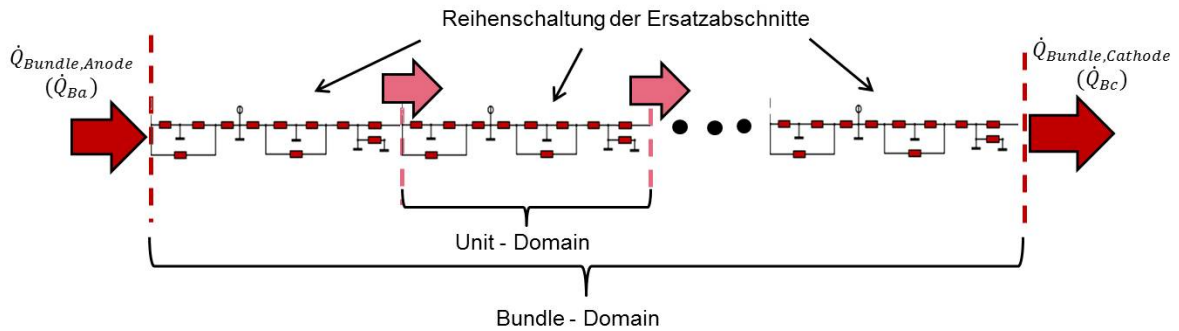 Reihenschaltung der Ersatzabschnitte
Q̇Bundle,Anode
(Q̇Ba)
Q̇Bundle,Cathode
(Q̇Bc)
Unit - Domain
Bundle - Domain